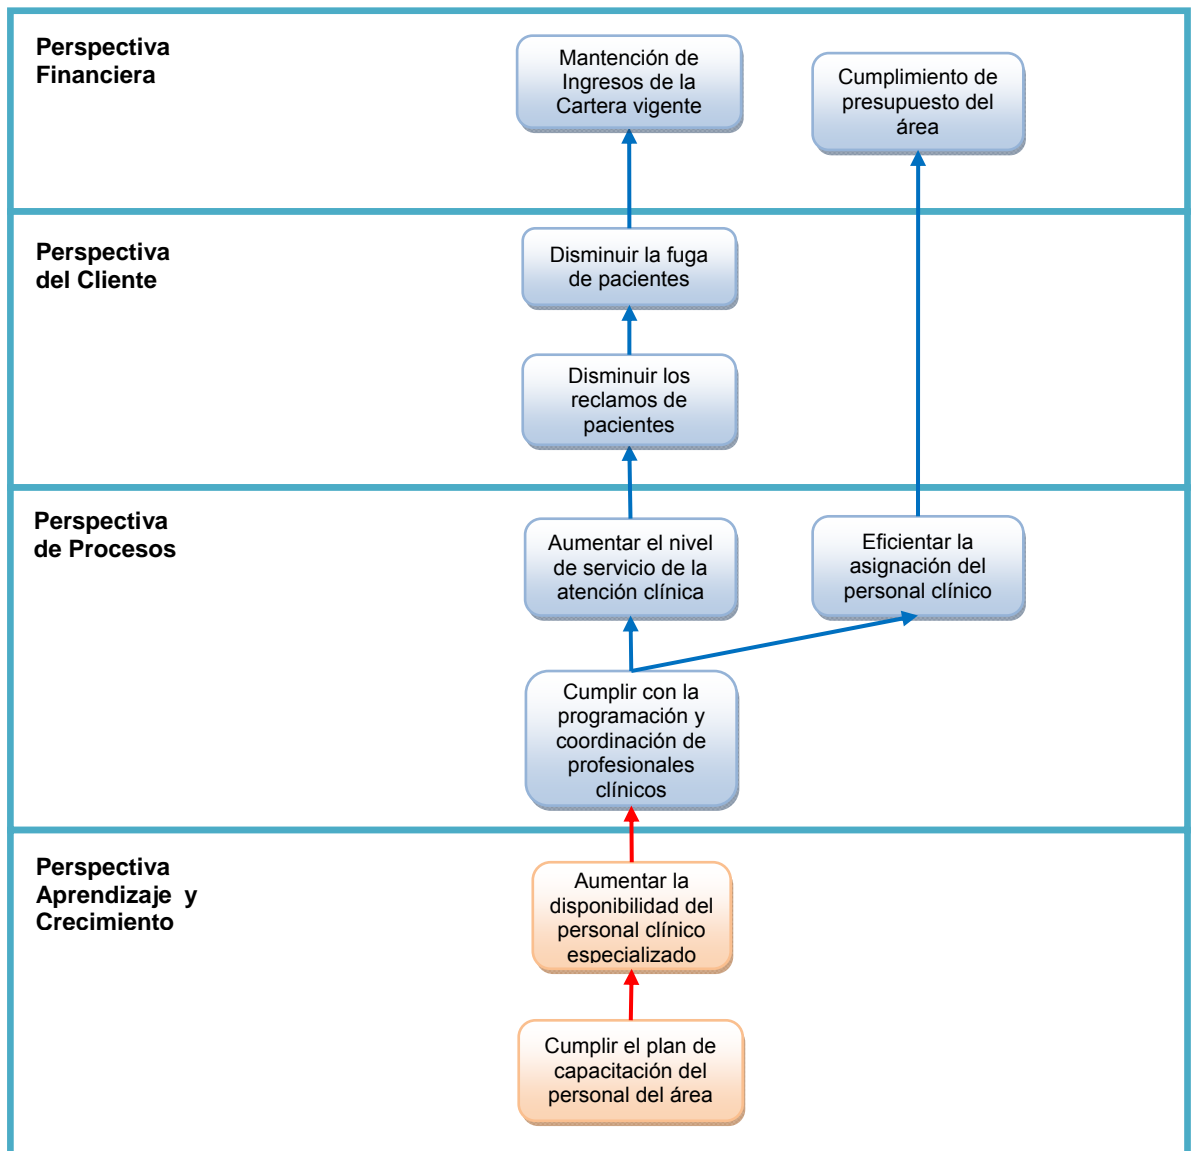 Perspectiva
Financiera
Mantención de
Ingresos de la
Cartera vigente
Cumplimiento de
presupuesto del
área
Perspectiva
del Cliente
Disminuir la fuga
de pacientes
Disminuir los
reclamos de
pacientes
Perspectiva
de Procesos
Aumentar el nivel
de servicio de la
atención clínica
Eficientar la
asignación del
personal clínico
Cumplir con la
programación y
coordinación de
profesionales
clínicos
Perspectiva
Aprendizaje y
Crecimiento
Aumentar la
disponibilidad del
personal clínico
especializado
Cumplir el plan de
capacitación del
personal del área